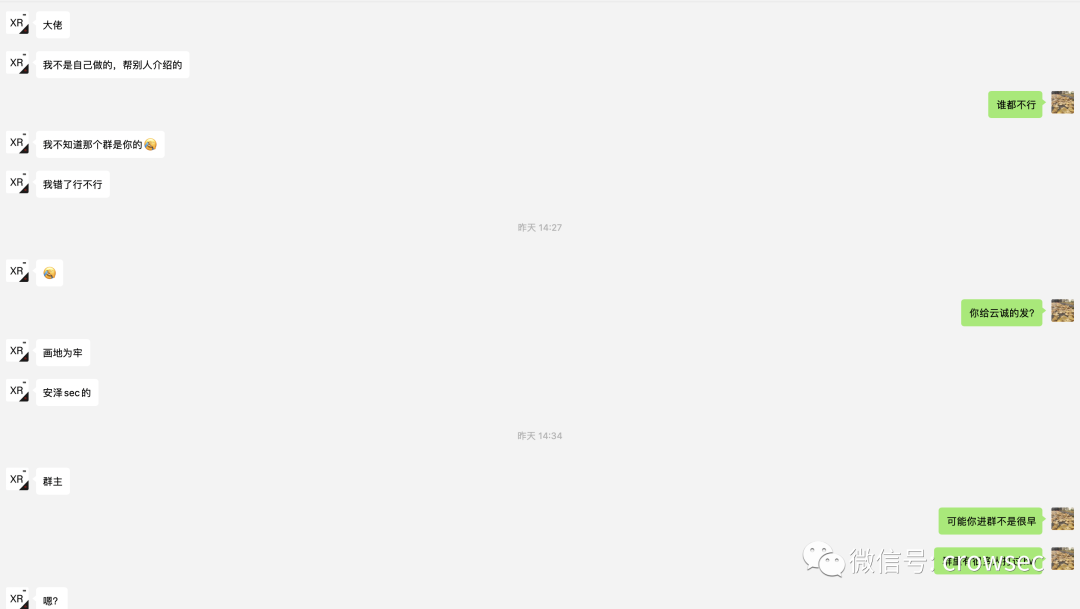 XR
大佬
XR
我不是自己做的，帮别人介绍的
谁都不行
XR
我不知道那个群是你的
XR
我错了行不行
昨天 14:27
XR
你给云诚的发?
XR
画地为牢
XR
安泽sec的
昨天 14:34
XR
群主
可能你进群不是很早
微信号: crowsec
XR
嗯?